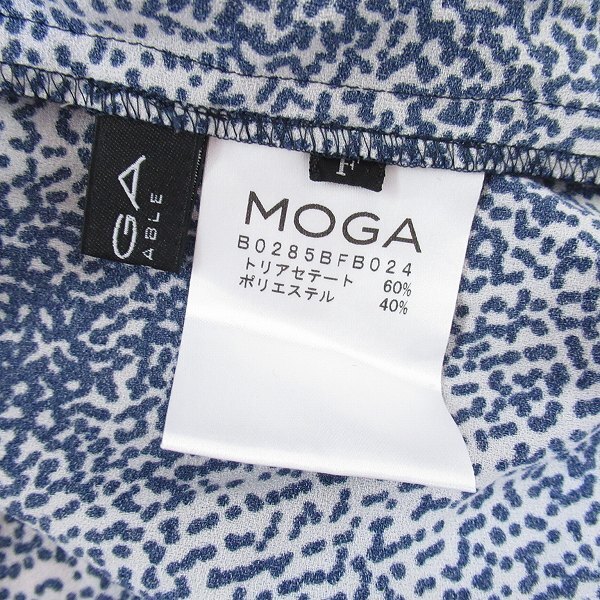 GA
ABLE
F
MOGA
B0285BFB024
トリアセテート 60%
ポリエステル 40%